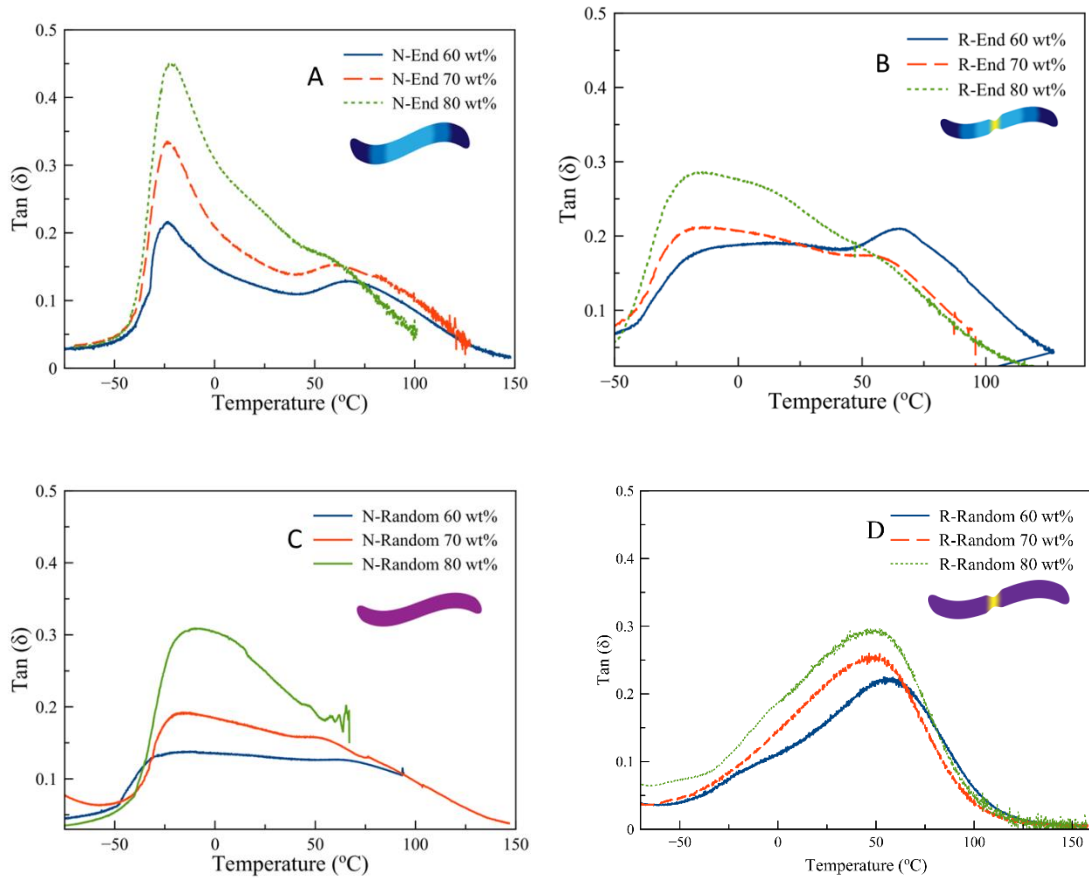 A
N-End 60 wt%
N-End 70 wt%
N-End 80 wt%
Tan (δ)
0.5
0.4
0.3
0.2
0.1
0
−50 0 50 100 150
Temperature (ºC)
B
R-End 60 wt%
R-End 70 wt%
R-End 80 wt%
Tan (δ)
0.5
0.4
0.3
0.2
0.1
−50 0 50 100
Temperature (ºC)
C
N-Random 60 wt%
N-Random 70 wt%
N-Random 80 wt%
Tan (δ)
0.5
0.4
0.3
0.2
0.1
−50 0 50 100 150
Temperature (ºC)
D
R-Random 60 wt%
R-Random 70 wt%
R-Random 80 wt%
Tan (δ)
0.5
0.4
0.3
0.2
0.1
0
−50 0 50 100 150
Temperature (ºC)